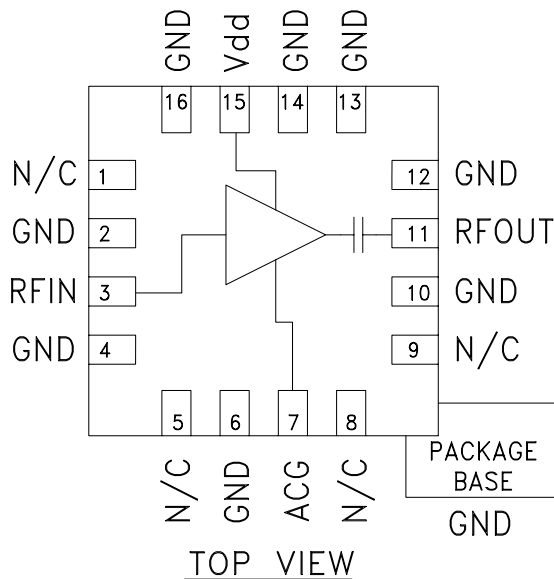 GND Vdd GND GND
16 15 14 13
N/C 1
12 GND
GND 2
11 RFOUT
RFIN 3
10 GND
GND 4
9 N/C
5 6 7 8
N/C GND ACG N/C
PACKAGE
BASE
GND
TOP VIEW